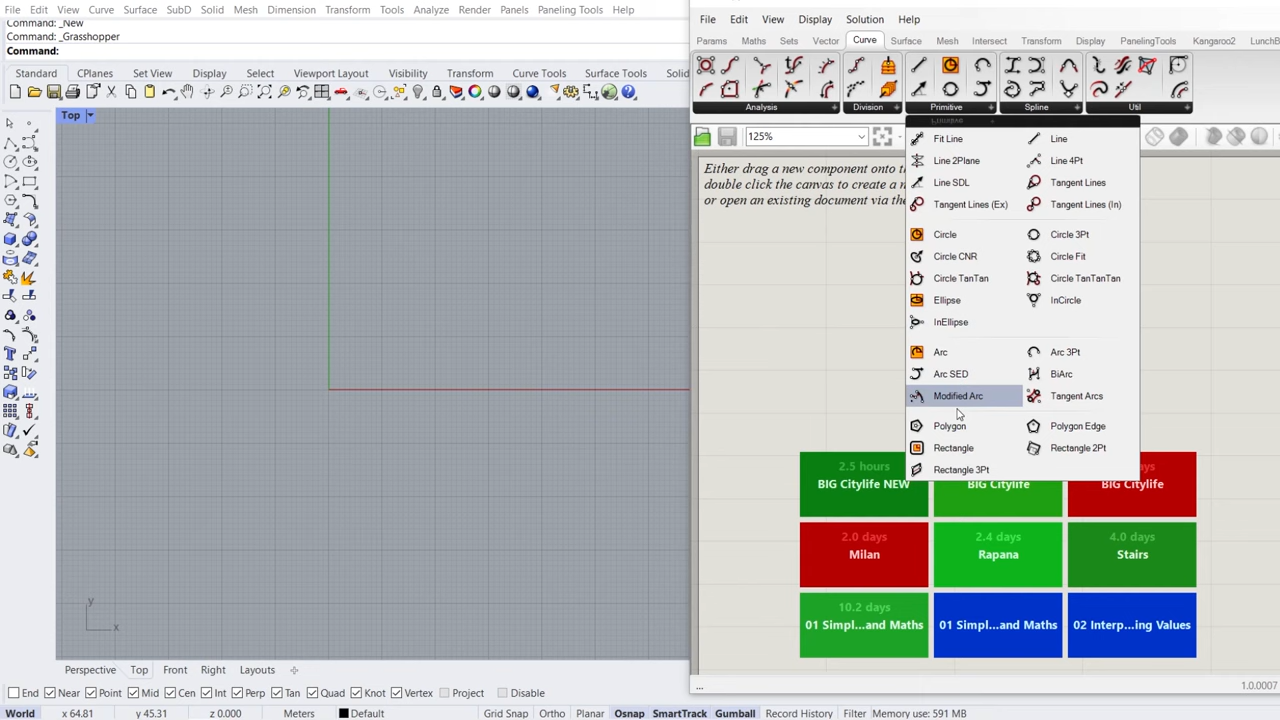 File Edit View Curve Surface SubD Solid Mesh Dimension Transform Tools Analyze Render Panels Paneling Tools Help
Command: _New
Command: _Grasshopper
Command:
Standard CPlanes Set View Display Select Viewport Layout Visibility Transform Curve Tools Surface Tools Solid
Top
Perspective Top Front Right Layouts
End Near Point Mid Cen Int Perp Tan Quad Knot Vertex Project Disable
World x 64.81 y 45.31 z 0.000 Meters Default Grid Snap Ortho Planar Osnap SmartTrack Gumball Record History Filter Memory use: 591 MB
y
x
File Edit View Display Solution Help
Params Maths Sets Vector Curve Surface Mesh Intersect Transform Display PanelingTools Kangaroo2 LunchB
Analysis Division Primitive Spline Util
125%
Either drag a new component onto t
double click the canvas to create a n
or open an existing document via the
Primitive
Fit Line Line
Line 2Plane Line 4Pt
Line SDL Tangent Lines
Tangent Lines (Ex) Tangent Lines (In)
Circle Circle 3Pt
Circle CNR Circle Fit
Circle TanTan Circle TanTanTan
Ellipse InCircle
InEllipse
Arc Arc 3Pt
Arc SED BiArc
Modified Arc Tangent Arcs
Polygon Polygon Edge
Rectangle Rectangle 2Pt
Rectangle 3Pt
2.5 hours
BIG Citylife NEW BIG Citylife BIG Citylife
2.0 days 2.4 days 4.0 days
Milan Rapana Stairs
10.2 days
01 Simpl...and Maths 01 Simpl...and Maths 02 Interp...ing Values
... 1.0.0007